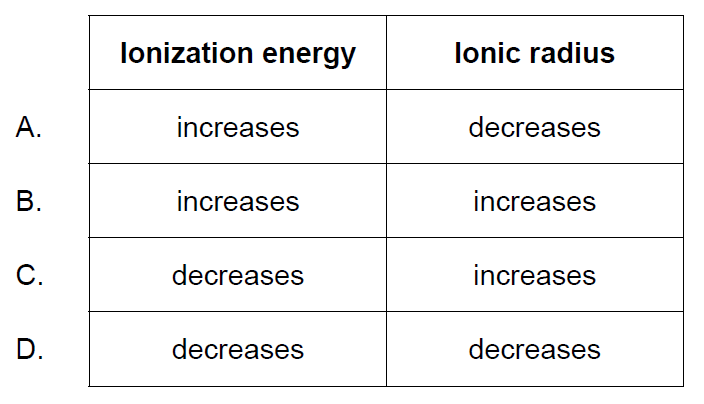 Ionization energy Ionic radius
A. increases decreases
B. increases increases
C. decreases increases
D. decreases decreases